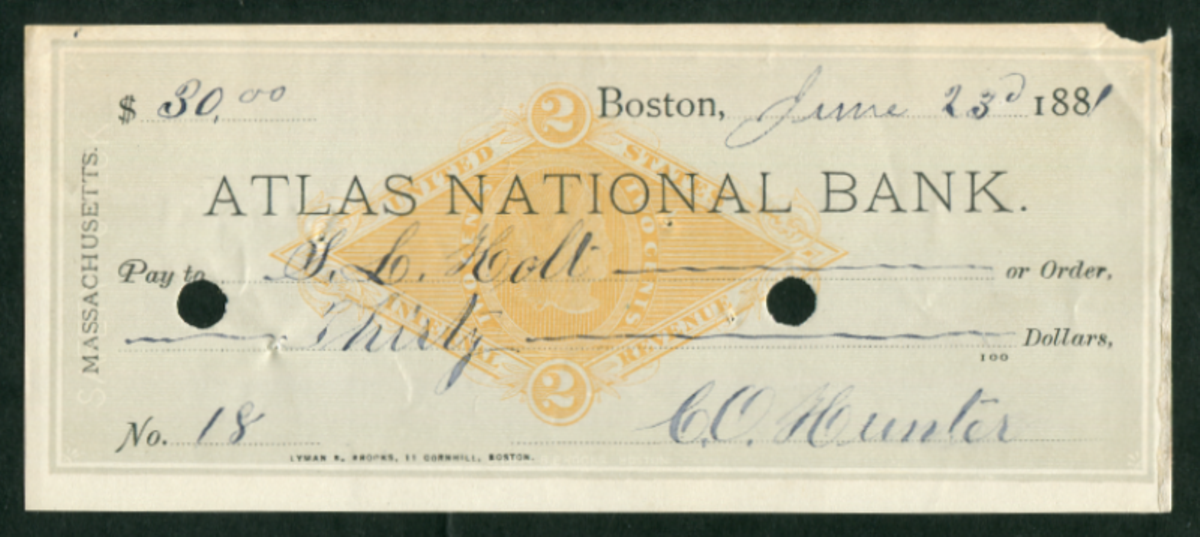 $ 30.00 Boston, June 23d 1881
MASSACHUSETTS.
2
UNITED STATES
ATLAS NATIONAL BANK.
Pay to S. L. Holt or Order,
Thirty Dollars,
100
INTERNAL REVENUE
2
No. 18 C.O. Hunter
LYMAN S. BROOKS, 11 CORNHILL, BOSTON.